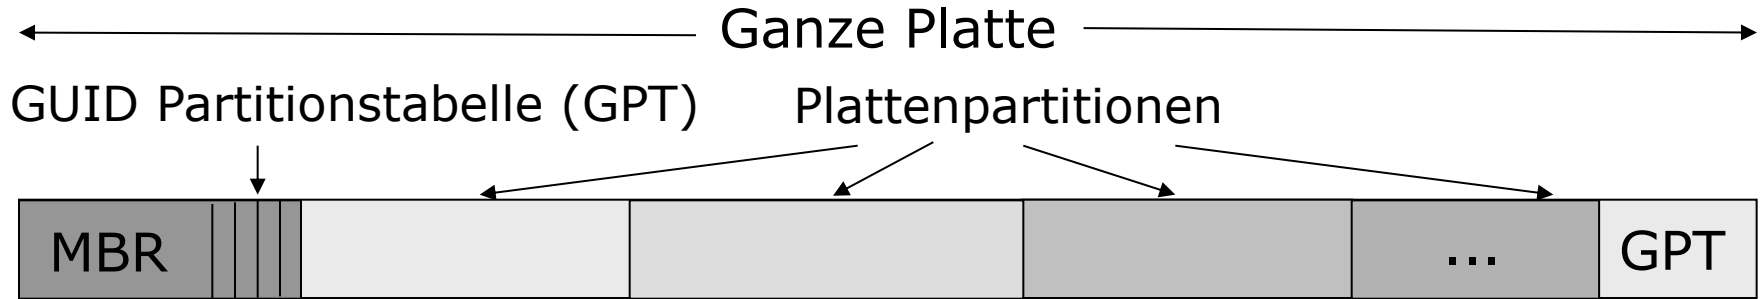 Ganze Platte
GUID Partitionstabelle (GPT) Plattenpartitionen
MBR ... GPT